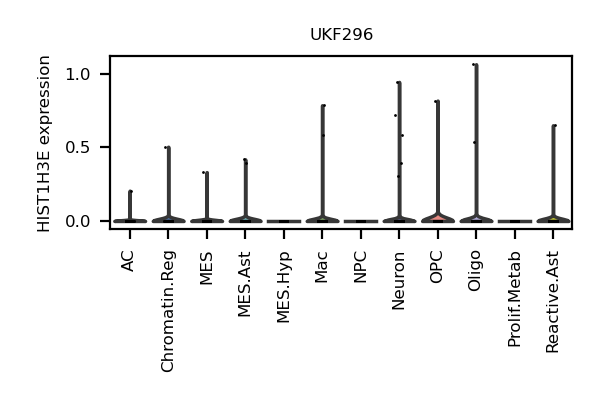 UKF296
HIST1H3E expression
1.0
0.5
0.0
AC
Chromatin.Reg
MES
MES.Ast
MES.Hyp
Mac
NPC
Neuron
OPC
Oligo
Prolif.Metab
Reactive.Ast